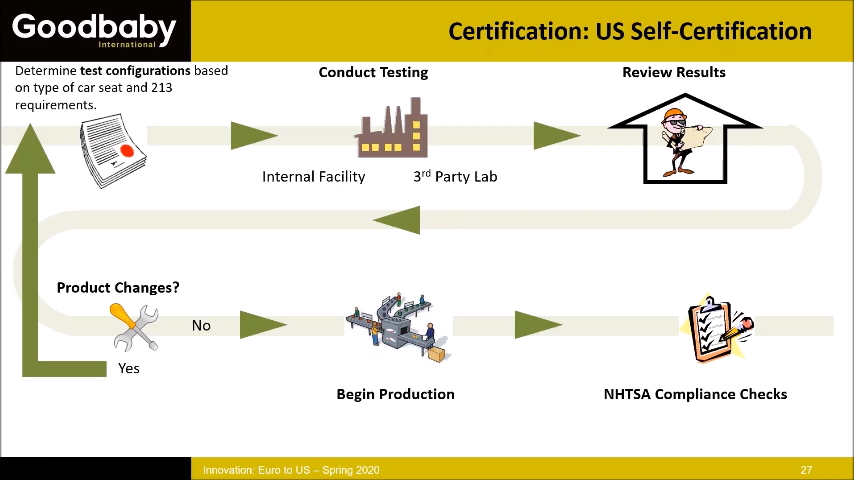 Goodbaby
International
Certification: US Self-Certification
Determine test configurations based
on type of car seat and 213
requirements.
Conduct Testing
Review Results
Internal Facility
3rd Party Lab
Product Changes?
No
Yes
Begin Production
NHTSA Compliance Checks
Innovation: Euro to US – Spring 2020
27